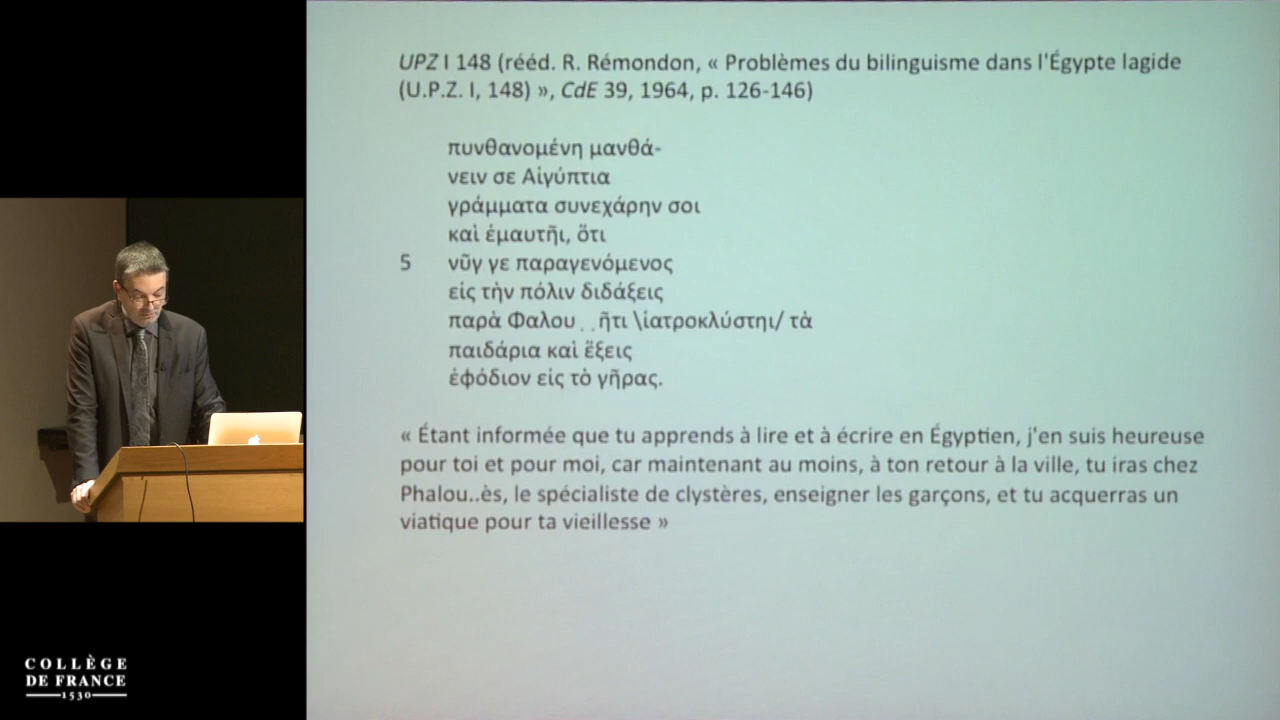 UPZ I 148 (rééd. R. Rémondon, « Problèmes du bilinguisme dans l'Égypte lagide
(U.P.Z. I, 148) », CdE 39, 1964, p. 126-146)
πυνθανομένη μανθά-
νειν σε Αἰγύπτια
γράμματα συνεχάρην σοι
καὶ ἐμαυτῆι, ὅτι
5 νῦγ γε παραγενόμενος
εἰς τὴν πόλιν διδάξεις
παρὰ Φαλου ̣ ̣ῆτι \ἰατροκλύστηι/ τὰ
παιδάρια καὶ ἕξεις
ἐφόδιον εἰς τὸ γῆρας.
« Étant informée que tu apprends à lire et à écrire en Égyptien, j'en suis heureuse
pour toi et pour moi, car maintenant au moins, à ton retour à la ville, tu iras chez
Phalou..ès, le spécialiste de clystères, enseigner les garçons, et tu acquerras un
viatique pour ta vieillesse »
COLLÈGE
DE FRANCE
1530